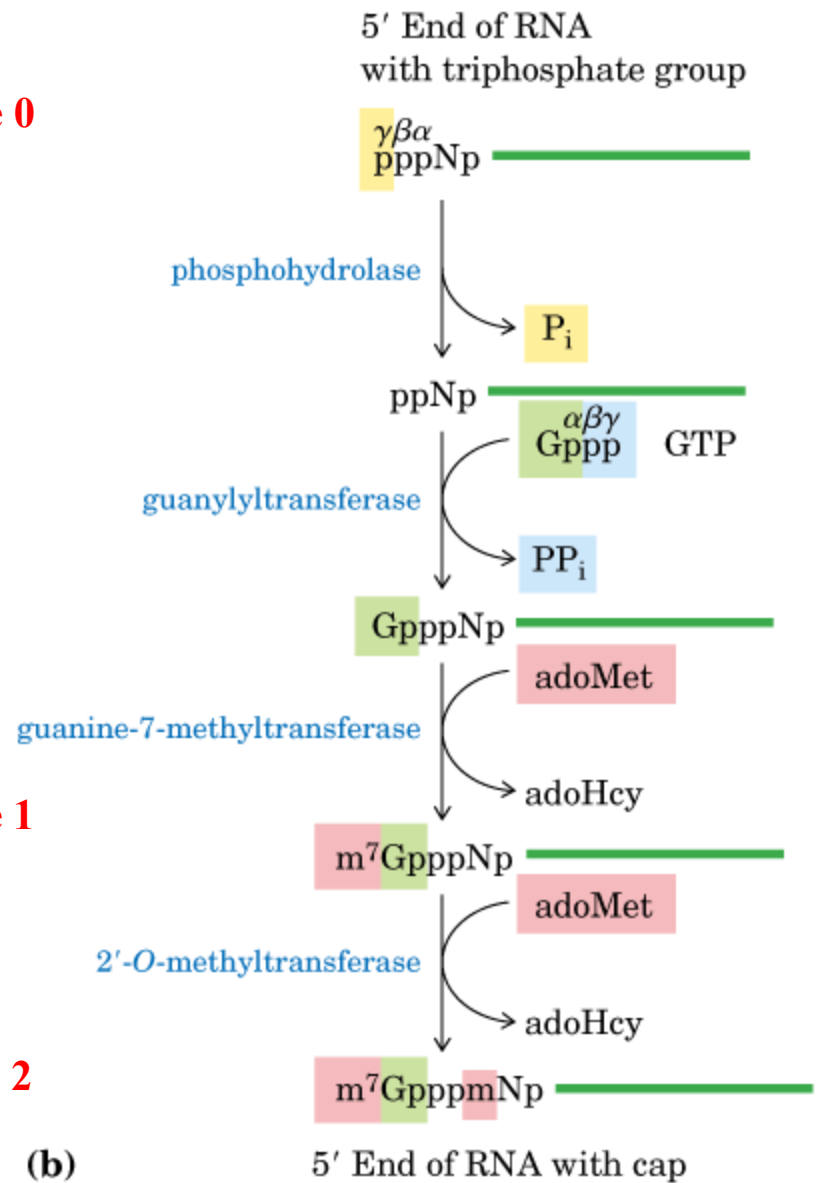 5′ End of RNA
with triphosphate group
e 0
γβα
pppNp
phosphohydrolase
Pi
ppNp
αβγ
Gppp GTP
guanylyltransferase
PPi
GpppNp
adoMet
guanine-7-methyltransferase
adoHcy
e 1
m⁷GpppNp
adoMet
2′-O-methyltransferase
adoHcy
2
m⁷GpppmNp
(b) 5′ End of RNA with cap